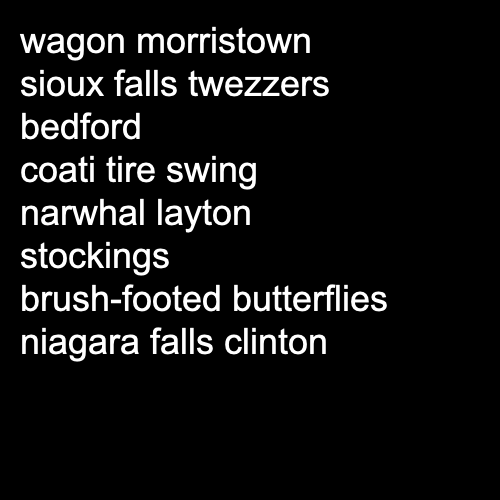 wagon morristown
sioux falls twezzers
bedford
coati tire swing
narwhal layton
stockings
brush-footed butterflies
niagara falls clinton